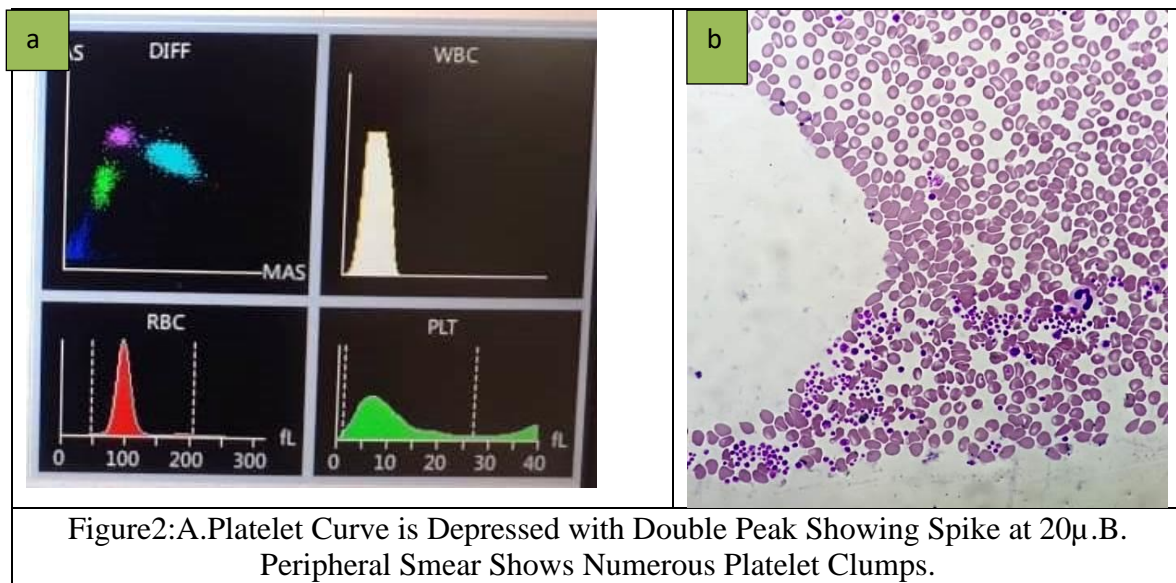 a
AS
DIFF
MAS
WBC
RBC
fL
0 100 200 300
PLT
fL
0 10 20 30 40
b
Figure2:A.Platelet Curve is Depressed with Double Peak Showing Spike at 20µ.B.
Peripheral Smear Shows Numerous Platelet Clumps.